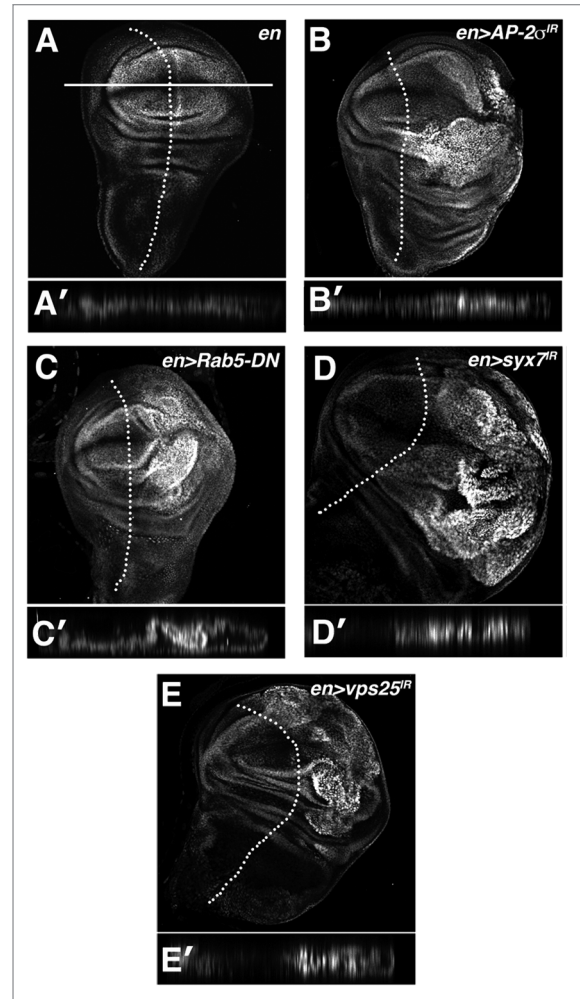 A
en
A′
B
en>AP-2σᴵᴿ
B′
C
en>Rab5-DN
C′
D
en>syx7ᴵᴿ
D′
E
en>vps25ᴵᴿ
E′